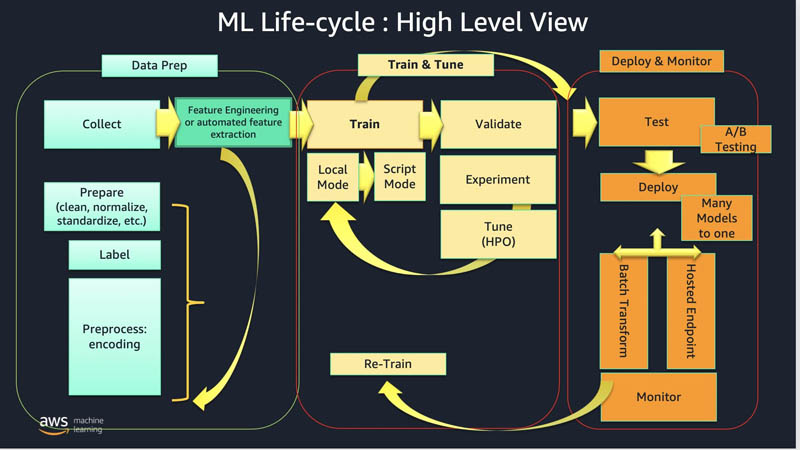 ML Life-cycle : High Level View
Data Prep
Collect
Feature Engineering
or automated feature
extraction
Prepare
(clean, normalize,
standardize, etc.)
Label
Preprocess:
encoding
Train & Tune
Train
Validate
Local
Mode
Script
Mode
Experiment
Tune
(HPO)
Re-Train
Deploy & Monitor
Test
A/B
Testing
Deploy
Many
Models
to one
Batch Transform
Hosted Endpoint
Monitor
aws machine
learning